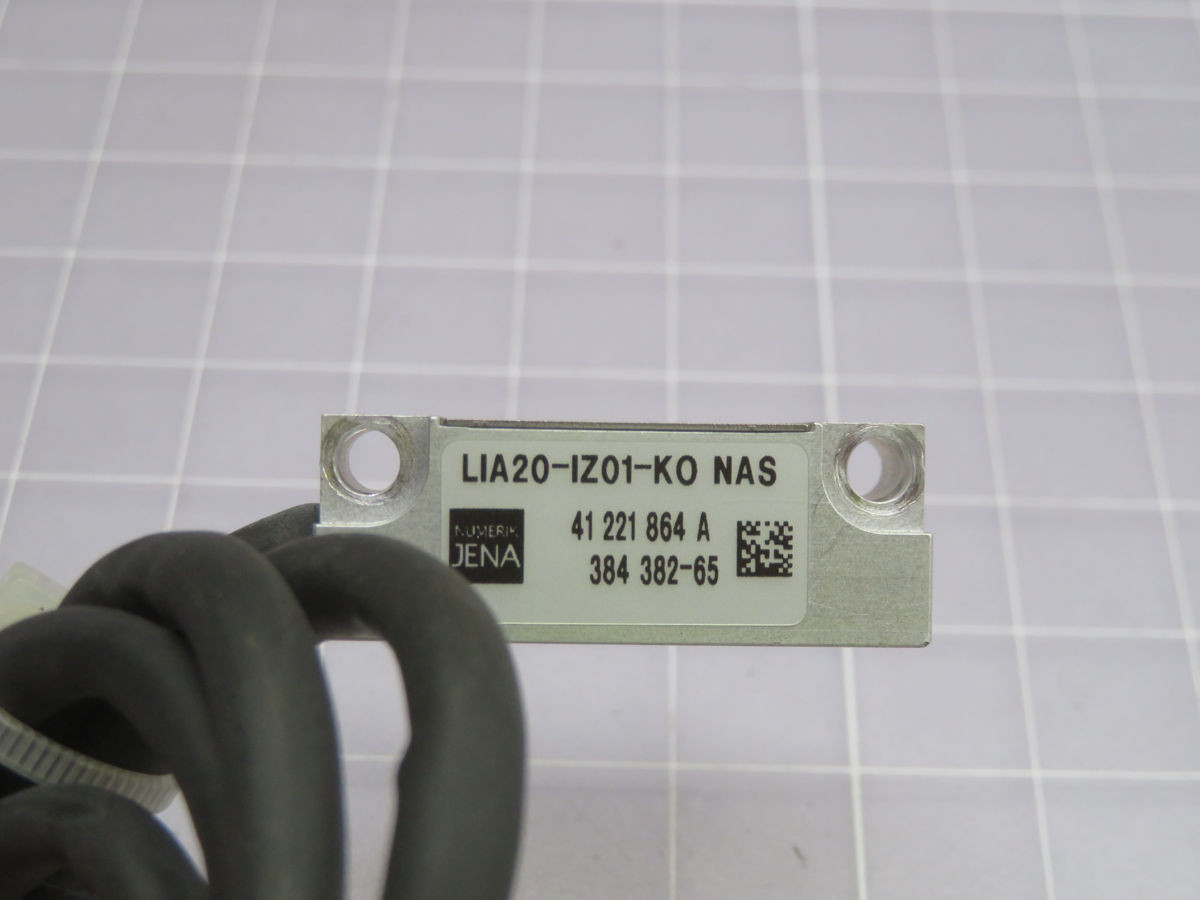 LIA20-IZ01-KO NAS
41 221 864 A
NUMERIK
JENA
384 382-65